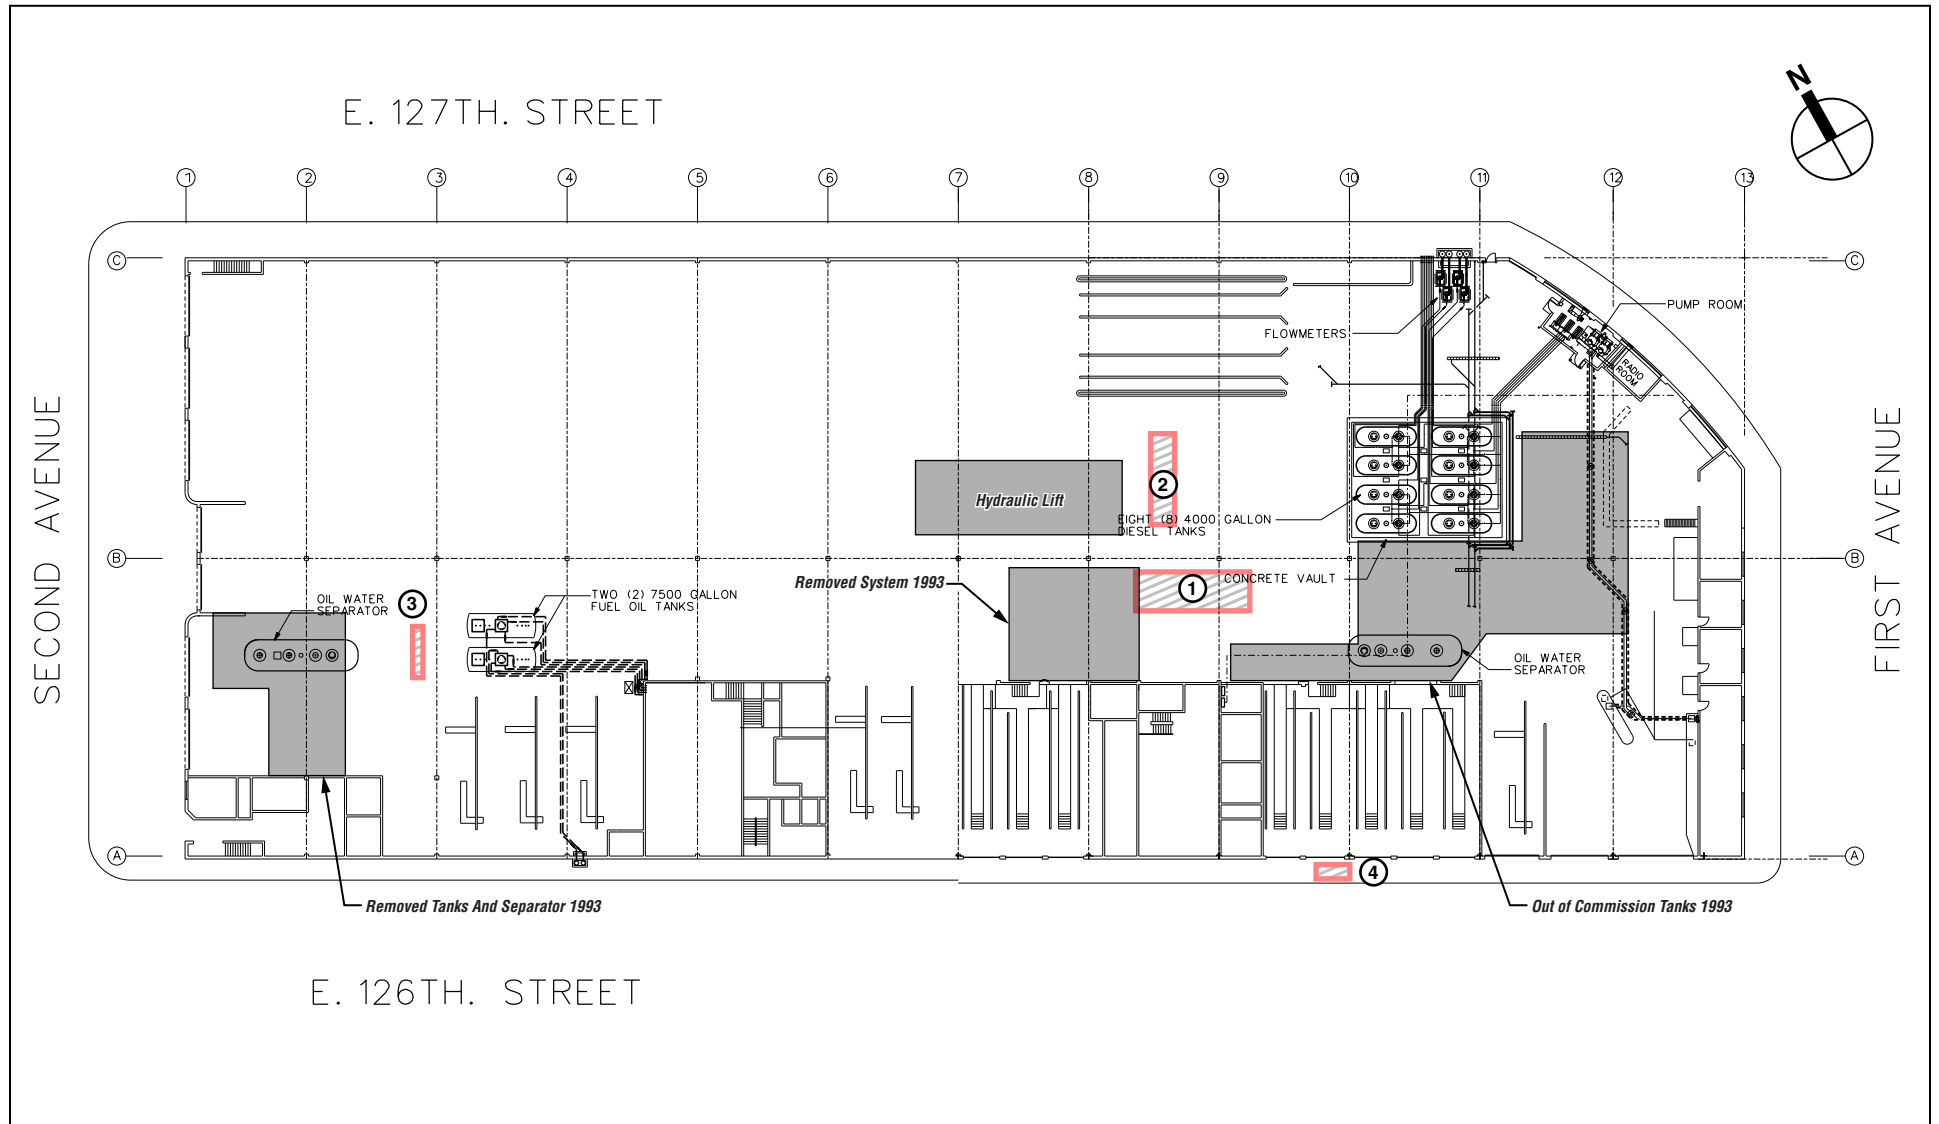 N
E. 127TH. STREET
1 2 3 4 5 6 7 8 9 10 11 12 13
C C
PUMP ROOM
FLOWMETERS
RADIO
ROOM
SECOND AVENUE
FIRST AVENUE
Hydraulic Lift
2
EIGHT (8) 4000 GALLON
DIESEL TANKS
B B
Removed System 1993
1
CONCRETE VAULT
OIL WATER
SEPARATOR
3
TWO (2) 7500 GALLON
FUEL OIL TANKS
OIL WATER
SEPARATOR
A A
4
Removed Tanks And Separator 1993
Out of Commission Tanks 1993
E. 126TH. STREET